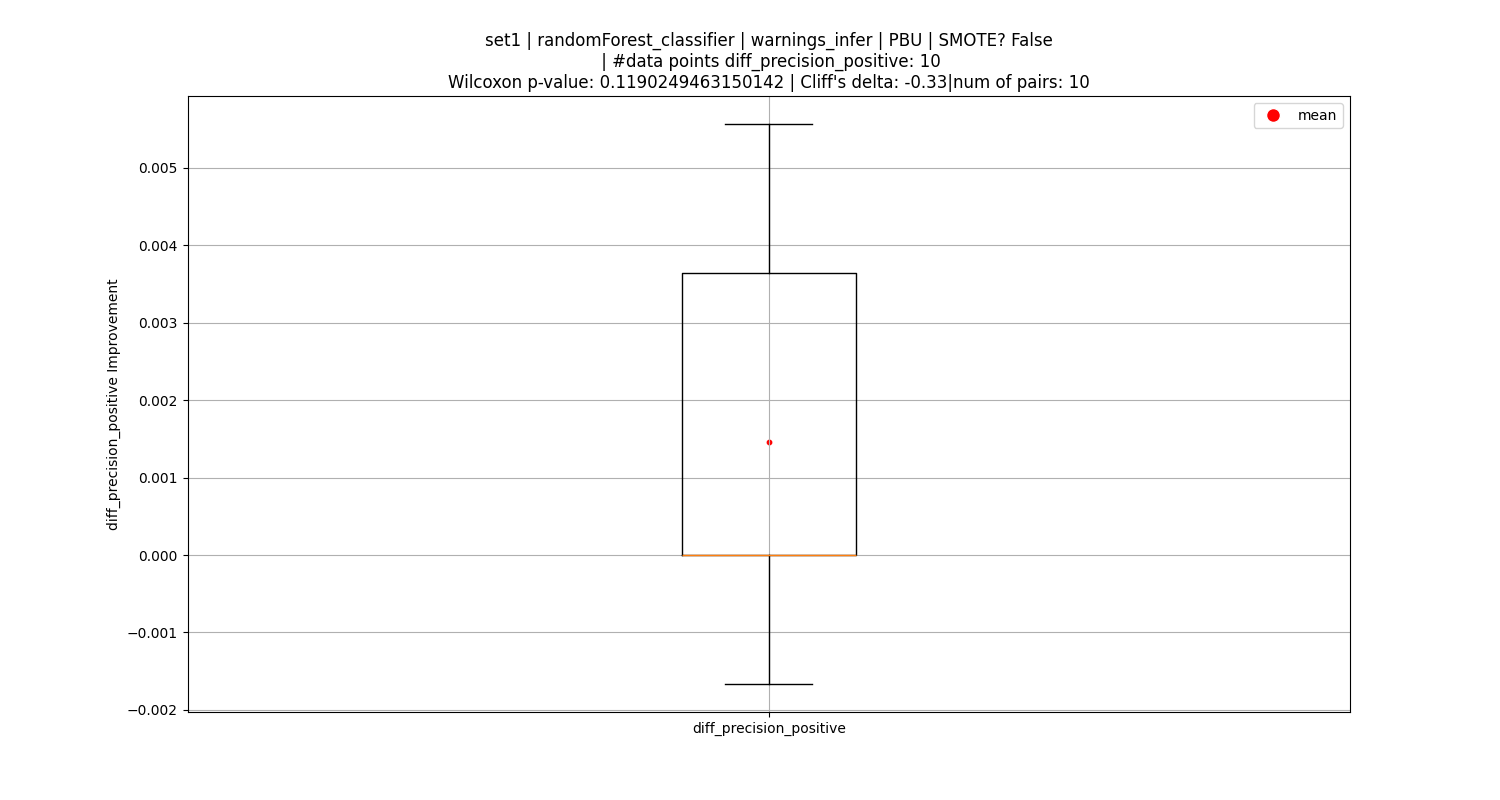 set1 | randomForest_classifier | warnings_infer | PBU | SMOTE? False
| #data points diff_precision_positive: 10
Wilcoxon p-value: 0.1190249463150142 | Cliff's delta: -0.33|num of pairs: 10
mean
0.005
0.004
0.003
0.002
0.001
0.000
−0.001
−0.002
diff_precision_positive Improvement
diff_precision_positive